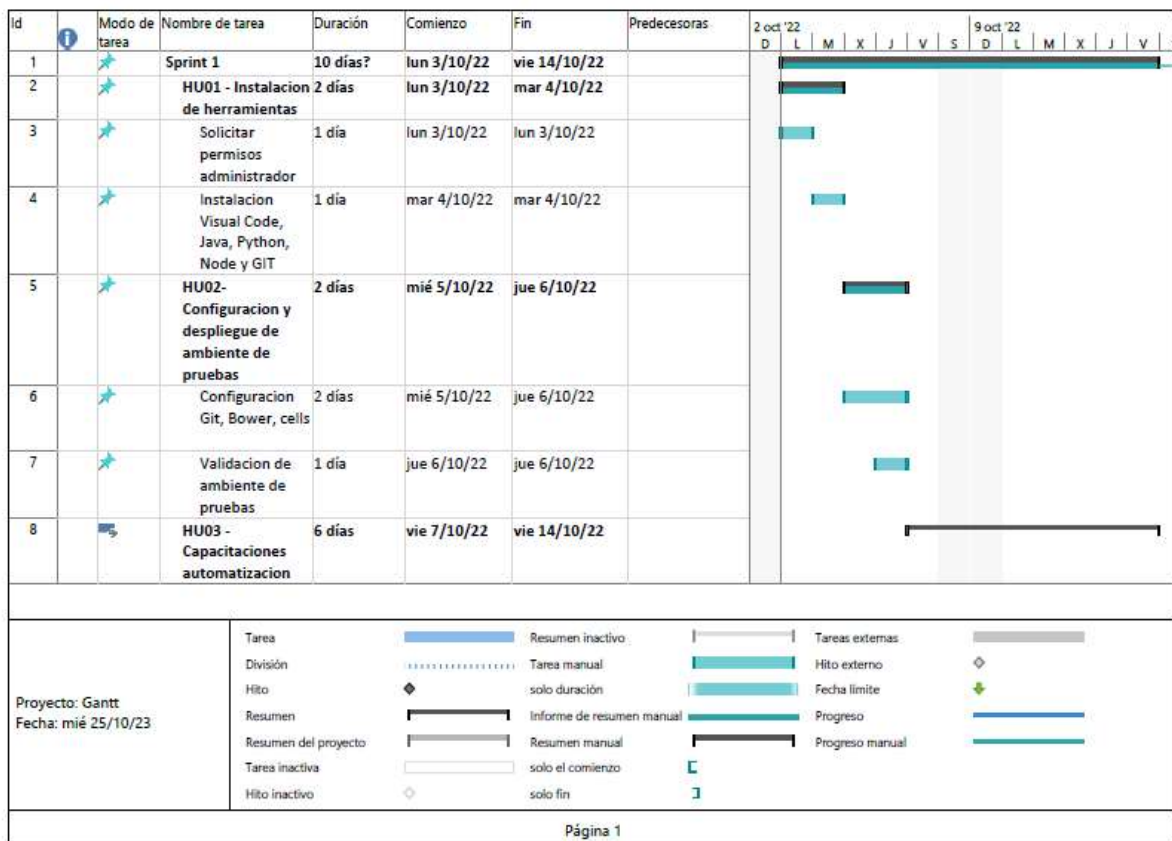 Id
Modo de tarea
Nombre de tarea
Duración
Comienzo
Fin
Predecesoras
2 oct '22
9 oct '22
D L M X J V S D L M X J V
1 Sprint 1 10 días? lun 3/10/22 vie 14/10/22
2 HU01 - Instalacion 2 días lun 3/10/22 mar 4/10/22
de herramientas
3 Solicitar 1 día lun 3/10/22 lun 3/10/22
permisos
administrador
4 Instalacion 1 día mar 4/10/22 mar 4/10/22
Visual Code,
Java, Python,
Node y GIT
5 HU02- 2 días mié 5/10/22 jue 6/10/22
Configuracion y
despliegue de
ambiente de
pruebas
6 Configuracion 2 días mié 5/10/22 jue 6/10/22
Git, Bower, cells
7 Validacion de 1 día jue 6/10/22 jue 6/10/22
ambiente de
pruebas
8 HU03 - 6 días vie 7/10/22 vie 14/10/22
Capacitaciones
automatizacion
Proyecto: Gantt
Fecha: mié 25/10/23
Tarea
División
Hito
Resumen
Resumen del proyecto
Tarea inactiva
Hito inactivo
Resumen inactivo
Tarea manual
solo duración
Informe de resumen manual
Resumen manual
solo el comienzo
solo fin
Tareas externas
Hito externo
Fecha límite
Progreso
Progreso manual
Página 1